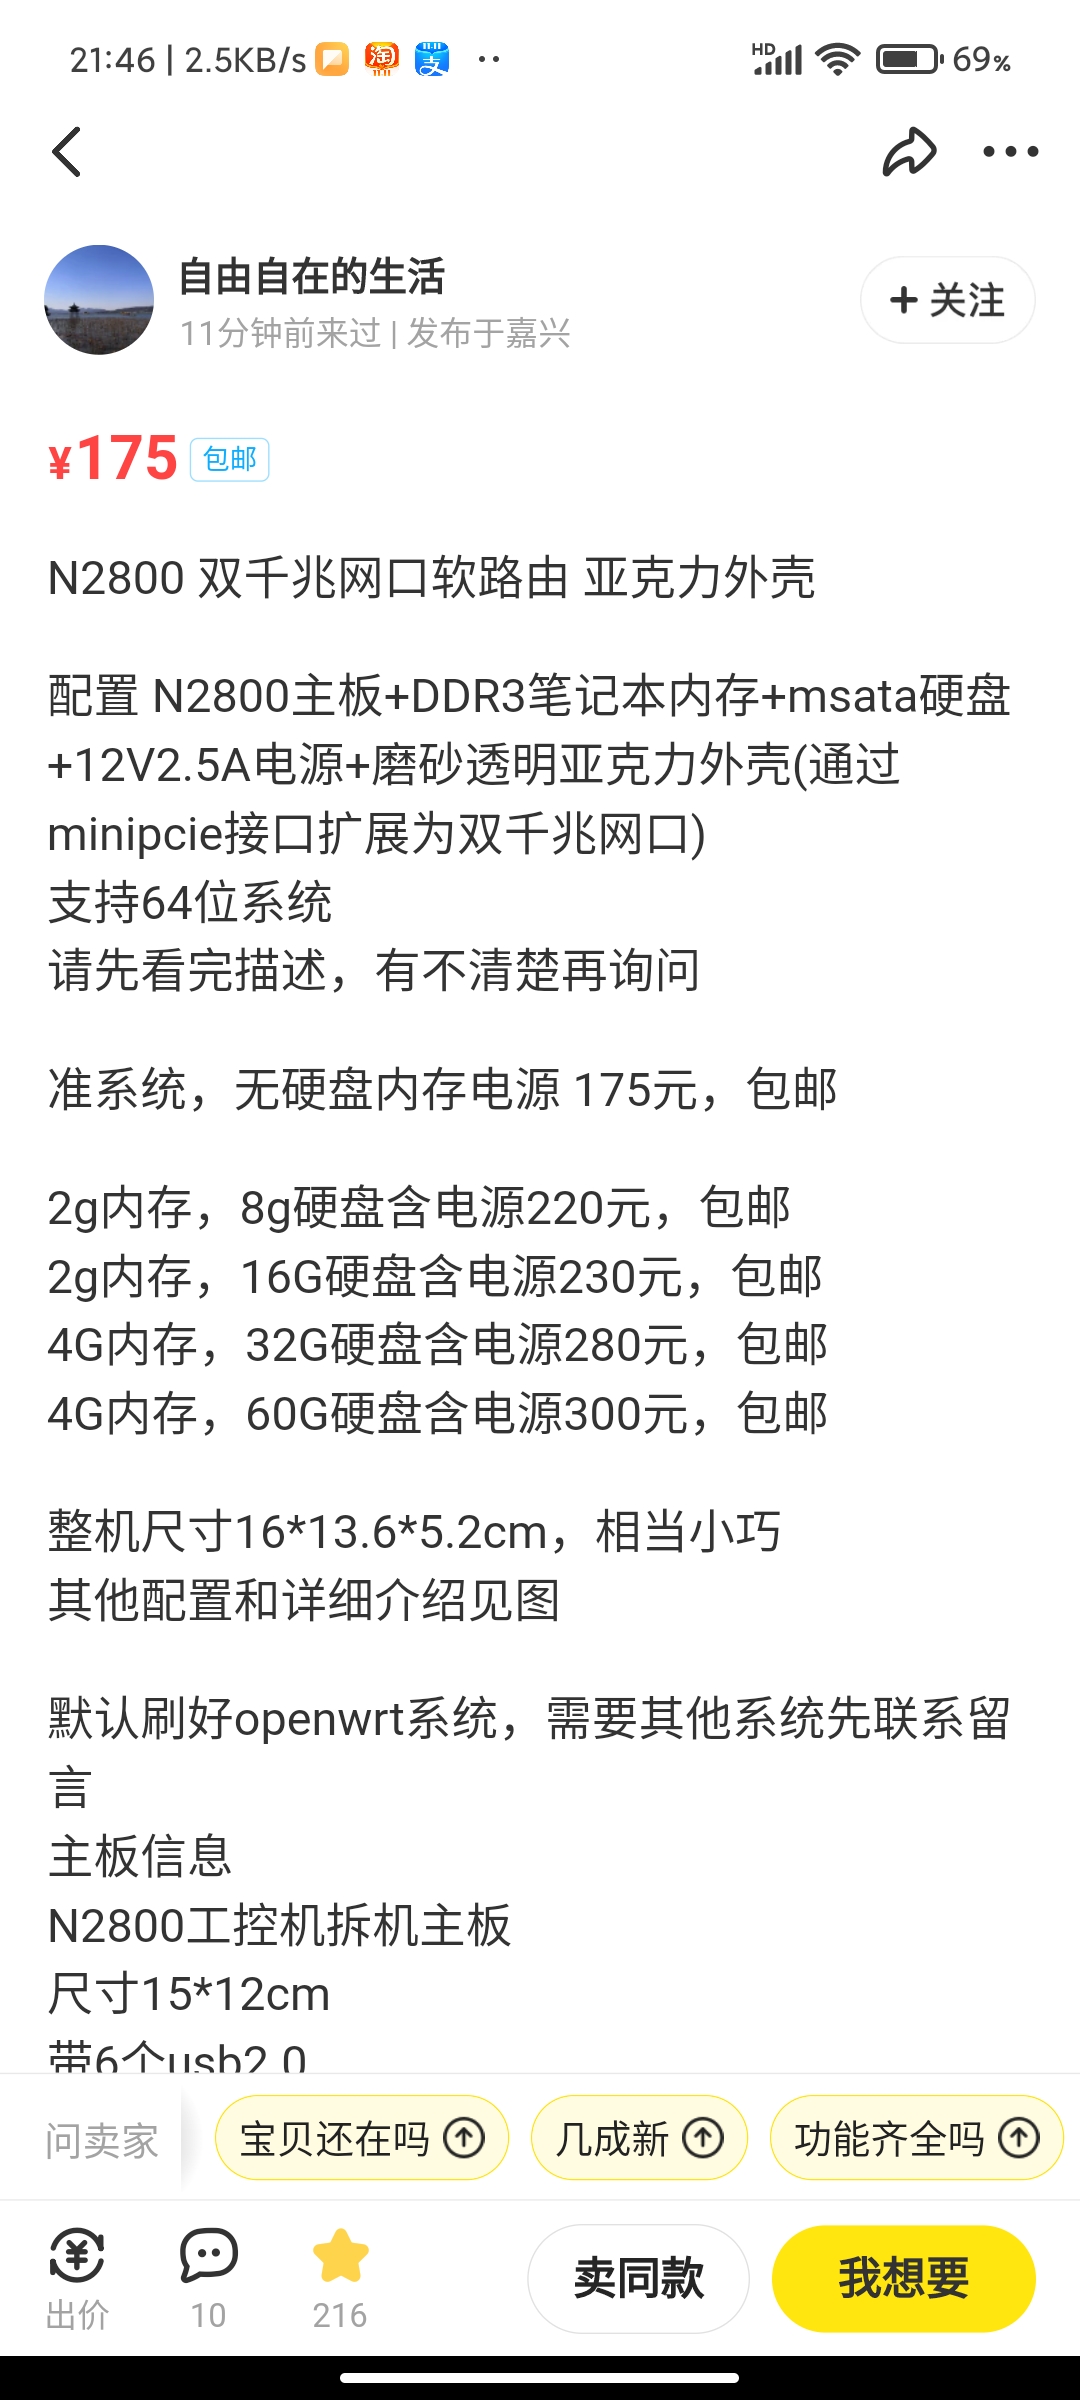 21:46 | 2.5KB/s
HD
69%
自由自在的生活
11分钟前来过 | 发布于嘉兴
+ 关注
¥175 包邮
N2800 双千兆网口软路由 亚克力外壳
配置 N2800主板+DDR3笔记本内存+msata硬盘
+12V2.5A电源+磨砂透明亚克力外壳(通过
minipcie接口扩展为双千兆网口)
支持64位系统
请先看完描述，有不清楚再询问
准系统，无硬盘内存电源 175元，包邮
2g内存，8g硬盘含电源220元，包邮
2g内存，16G硬盘含电源230元，包邮
4G内存，32G硬盘含电源280元，包邮
4G内存，60G硬盘含电源300元，包邮
整机尺寸16*13.6*5.2cm，相当小巧
其他配置和详细介绍见图
默认刷好openwrt系统，需要其他系统先联系留
言
主板信息
N2800工控机拆机主板
尺寸15*12cm
带6个usb2.0
问卖家 宝贝还在吗 几成新 功能齐全吗
出价 10 216 卖同款 我想要